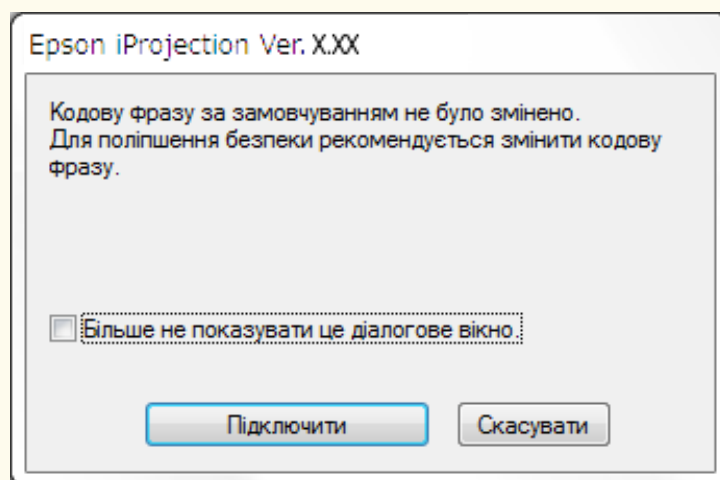 Epson iProjection Ver. X.XX
Кодову фразу за замовчуванням не було змінено.
Для поліпшення безпеки рекомендується змінити кодову
фразу.
Більше не показувати це діалогове вікно.
Підключити
Скасувати